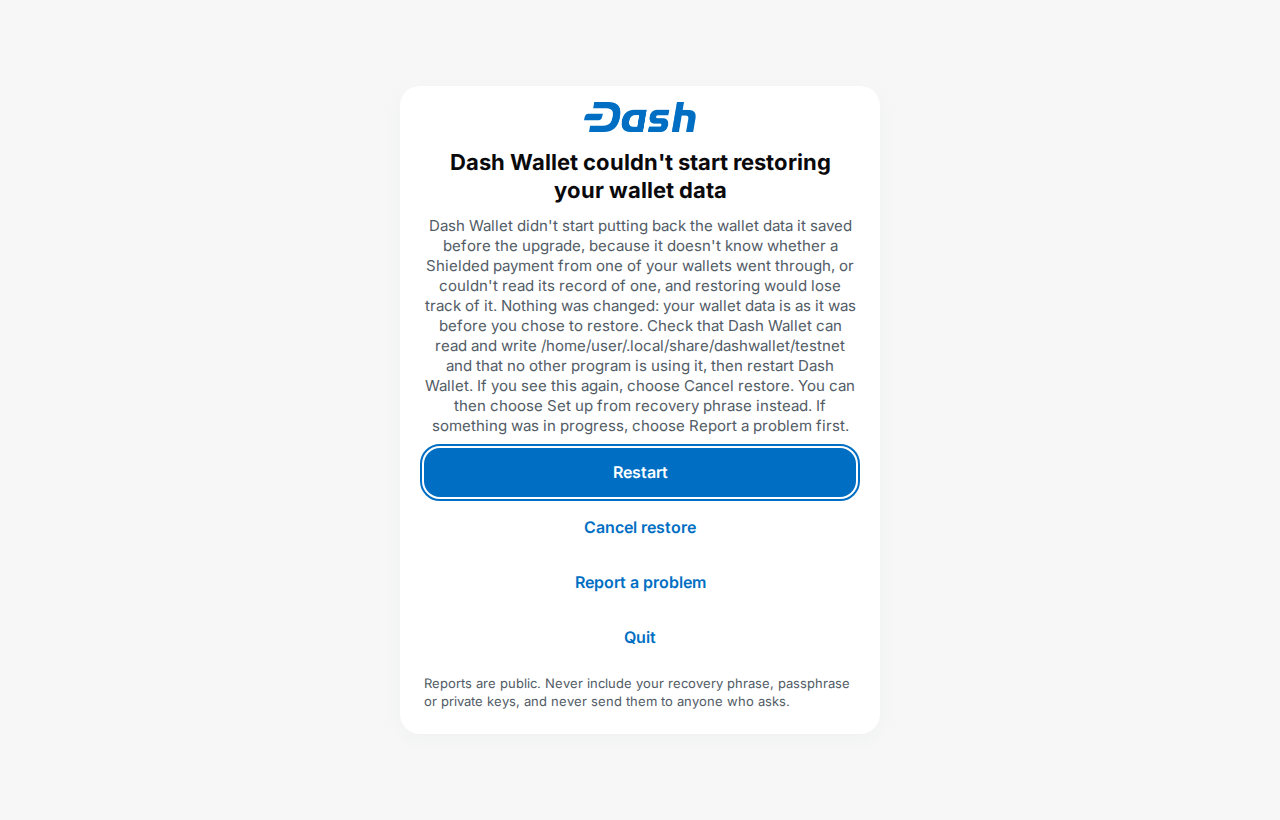 Dash
Dash Wallet couldn't start restoring
your wallet data
Dash Wallet didn't start putting back the wallet data it saved
before the upgrade, because it doesn't know whether a
Shielded payment from one of your wallets went through, or
couldn't read its record of one, and restoring would lose
track of it. Nothing was changed: your wallet data is as it was
before you chose to restore. Check that Dash Wallet can
read and write /home/user/.local/share/dashwallet/testnet
and that no other program is using it, then restart Dash
Wallet. If you see this again, choose Cancel restore. You can
then choose Set up from recovery phrase instead. If
something was in progress, choose Report a problem first.
Restart
Cancel restore
Report a problem
Quit
Reports are public. Never include your recovery phrase, passphrase
or private keys, and never send them to anyone who asks.